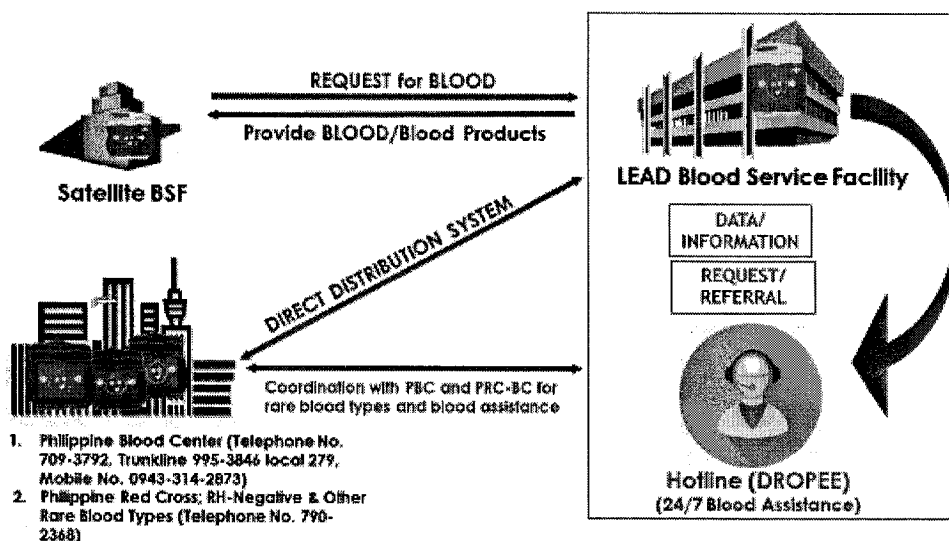 REQUEST for BLOOD
Provide BLOOD/Blood Products
Satellite BSF
LEAD Blood Service Facility
DATA/
INFORMATION
REQUEST/
REFERRAL
DIRECT DISTRIBUTION SYSTEM
Coordination with PBC and PRC-BC for
rare blood types and blood assistance
1. Philippine Blood Center (Telephone No.
709-3792, Trunkline 995-3846 local 279,
Mobile No. 0943-314-2873)
2. Philippine Red Cross; RH-Negative & Other
Rare Blood Types (Telephone No. 790-
2368)
Hotline (DROPEE)
(24/7 Blood Assistance)